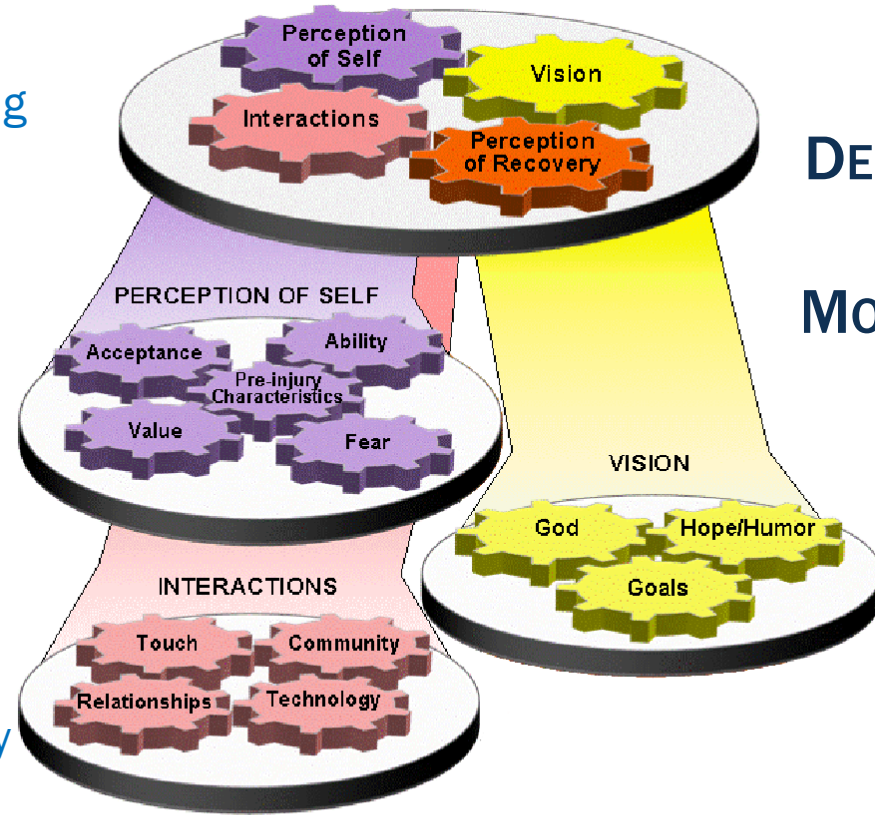 Perception
of Self
Vision
Interactions
Perception
of Recovery
PERCEPTION OF SELF
Acceptance
Ability
Pre-injury
Characteristics
Value
Fear
VISION
God
Hope/Humor
Goals
INTERACTIONS
Touch
Community
Relationships
Technology